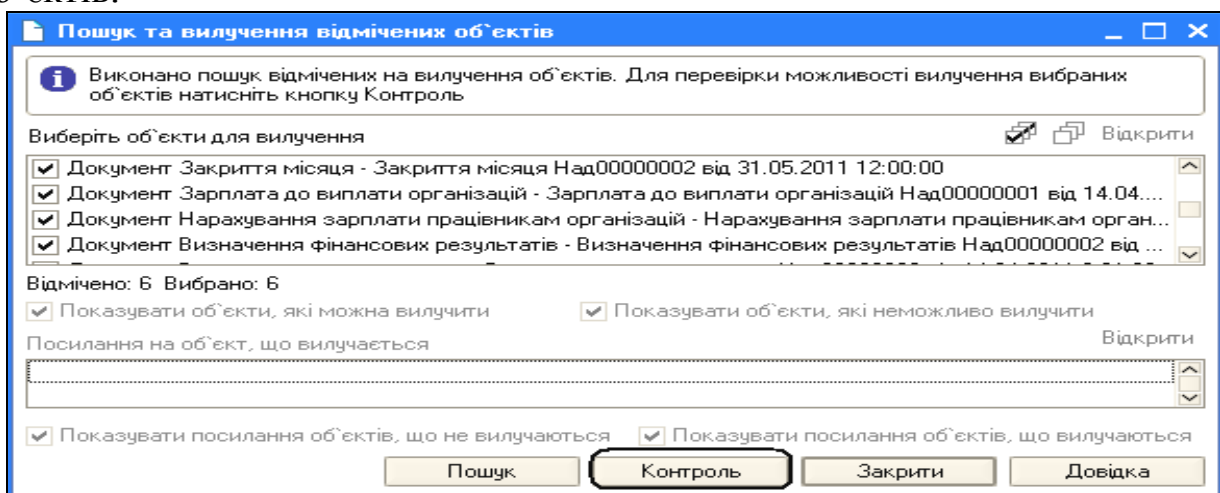 Пошук та вилучення відмічених об`єктів
Виконано пошук відмічених на вилучення об`єктів. Для перевірки можливості вилучення вибраних
об`єктів натисніть кнопку Контроль
Виберіть об`єкти для вилучення Відкрити
Документ Закриття місяця - Закриття місяця Над00000002 від 31.05.2011 12:00:00
Документ Зарплата до виплати організацій - Зарплата до виплати організацій Над00000001 від 14.04....
Документ Нарахування зарплати працівникам організацій - Нарахування зарплати працівникам орган...
Документ Визначення фінансових результатів - Визначення фінансових результатів Над00000002 від ...
Відмічено: 6 Вибрано: 6
Показувати об`єкти, які можна вилучити Показувати об`єкти, які неможливо вилучити
Посилання на об`єкт, що вилучається Відкрити
Показувати посилання об`єктів, що не вилучаються Показувати посилання об`єктів, що вилучаються
Пошук Контроль Закрити Довідка